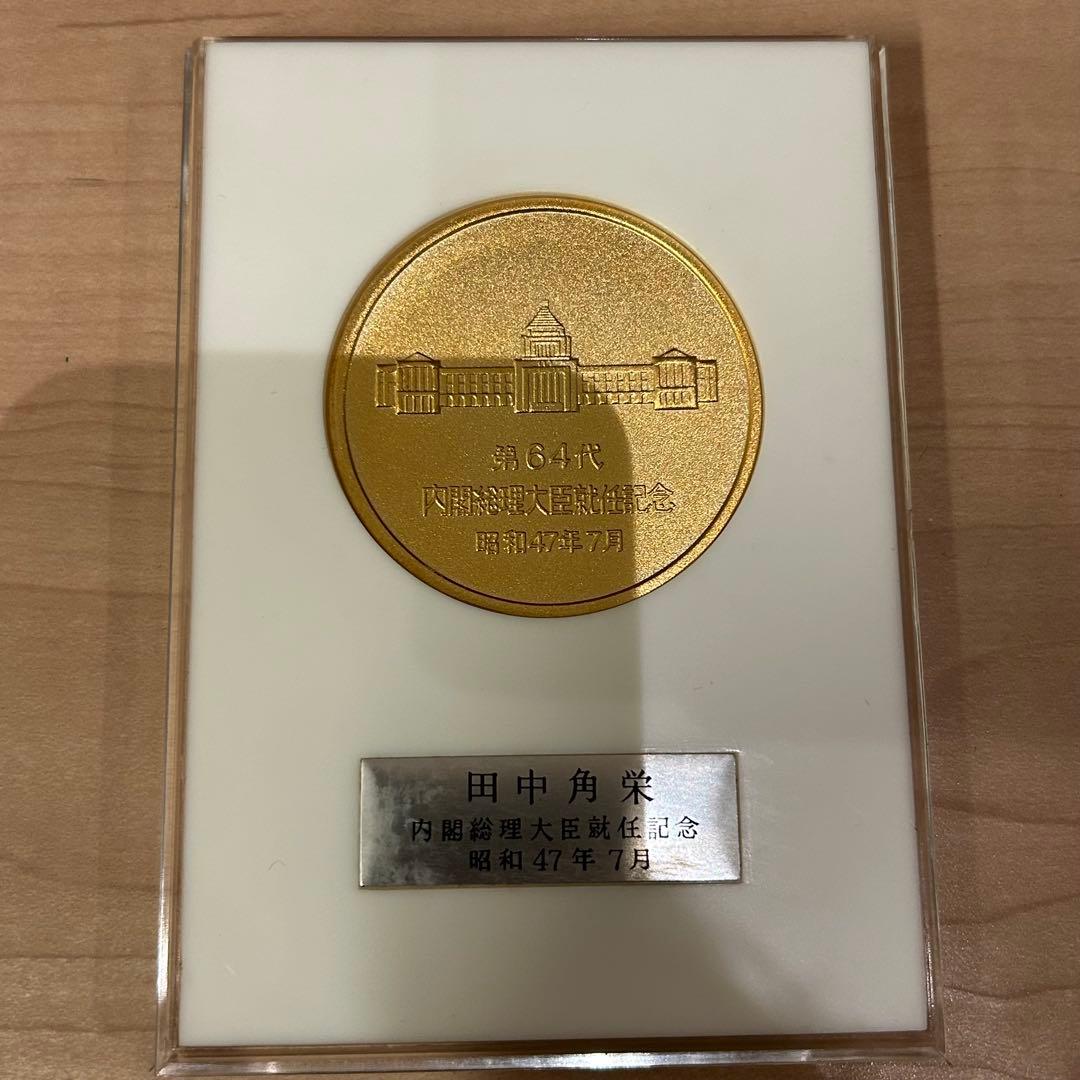 第64代
内閣総理大臣就任記念
昭和47年7月
田中角栄
内閣総理大臣就任記念
昭和47年7月